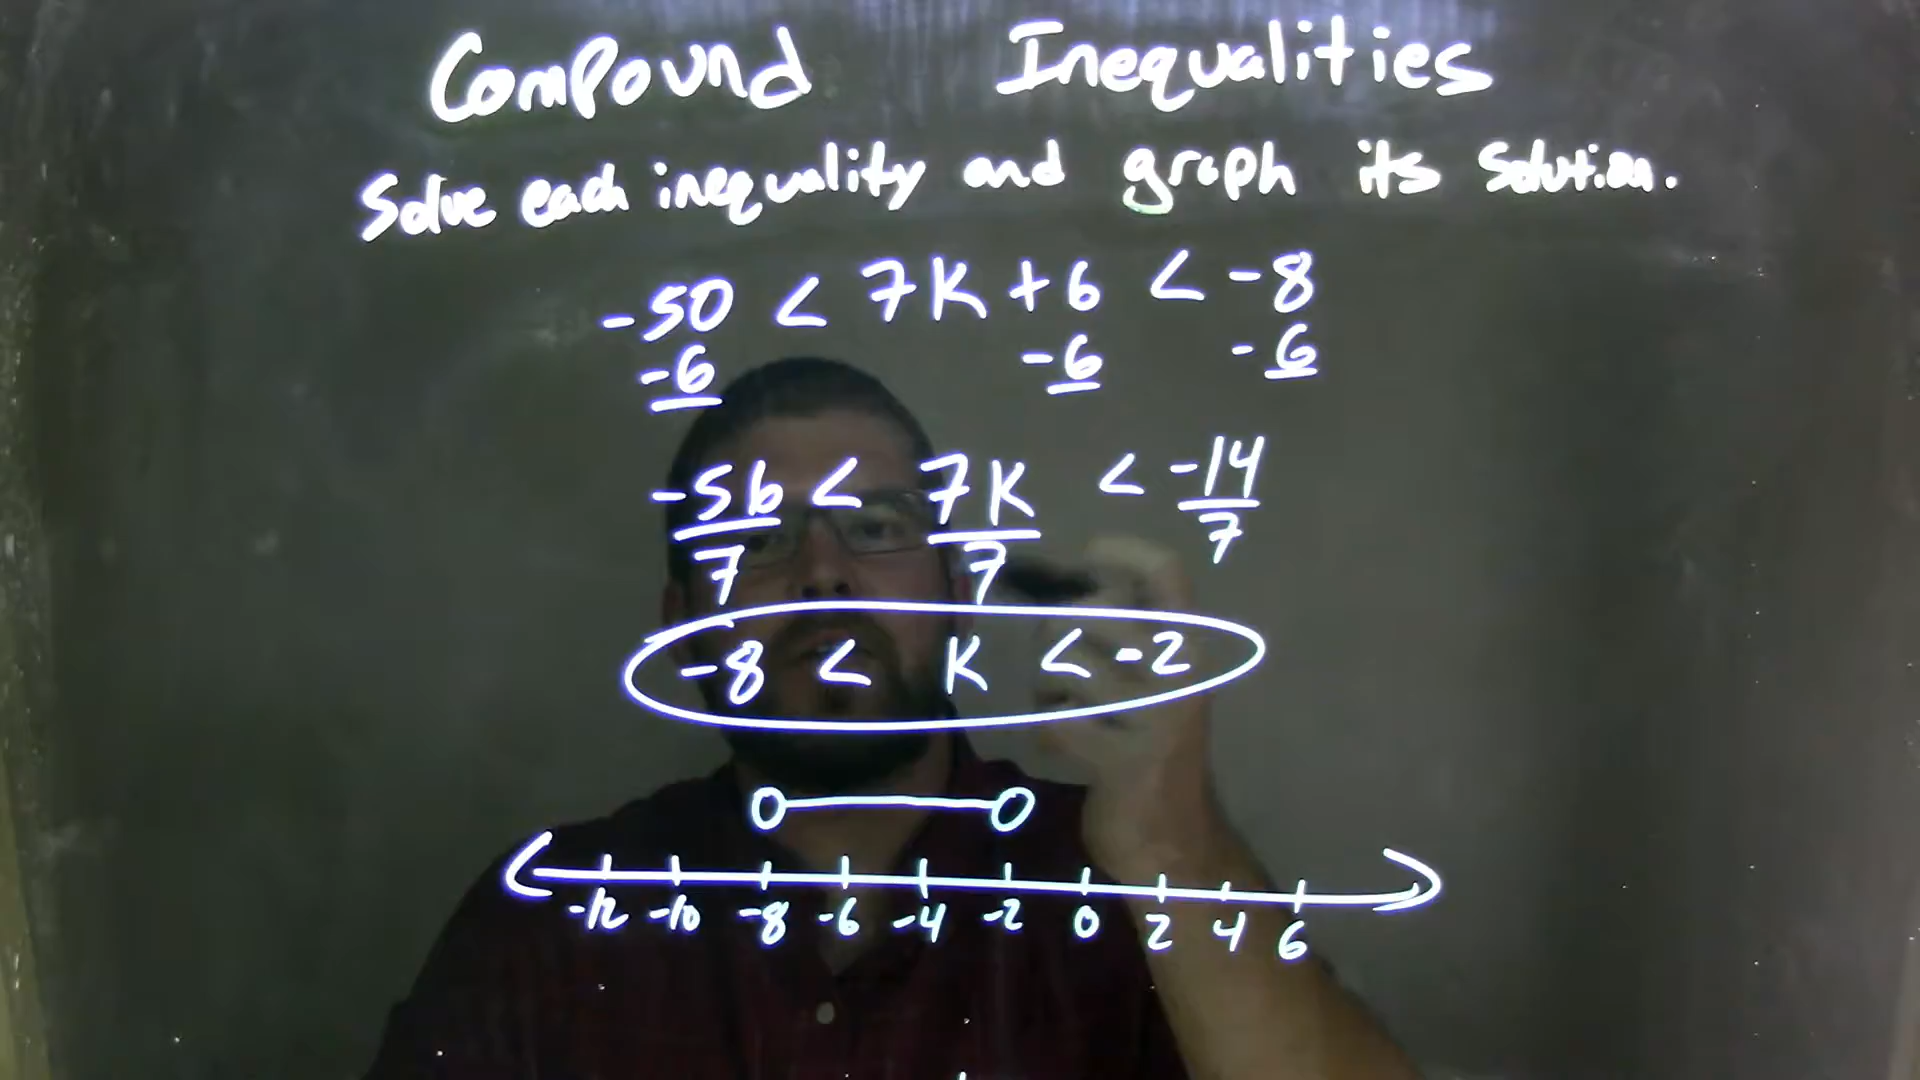 Compound Inequalities
Solve each inequality and graph its solution.
-50 < 7K + 6 < -8
-6 -6 -6
-56 < 7K < -14
7 7 7
-8 < K < -2
-12 -10 -8 -6 -4 -2 0 2 4 6